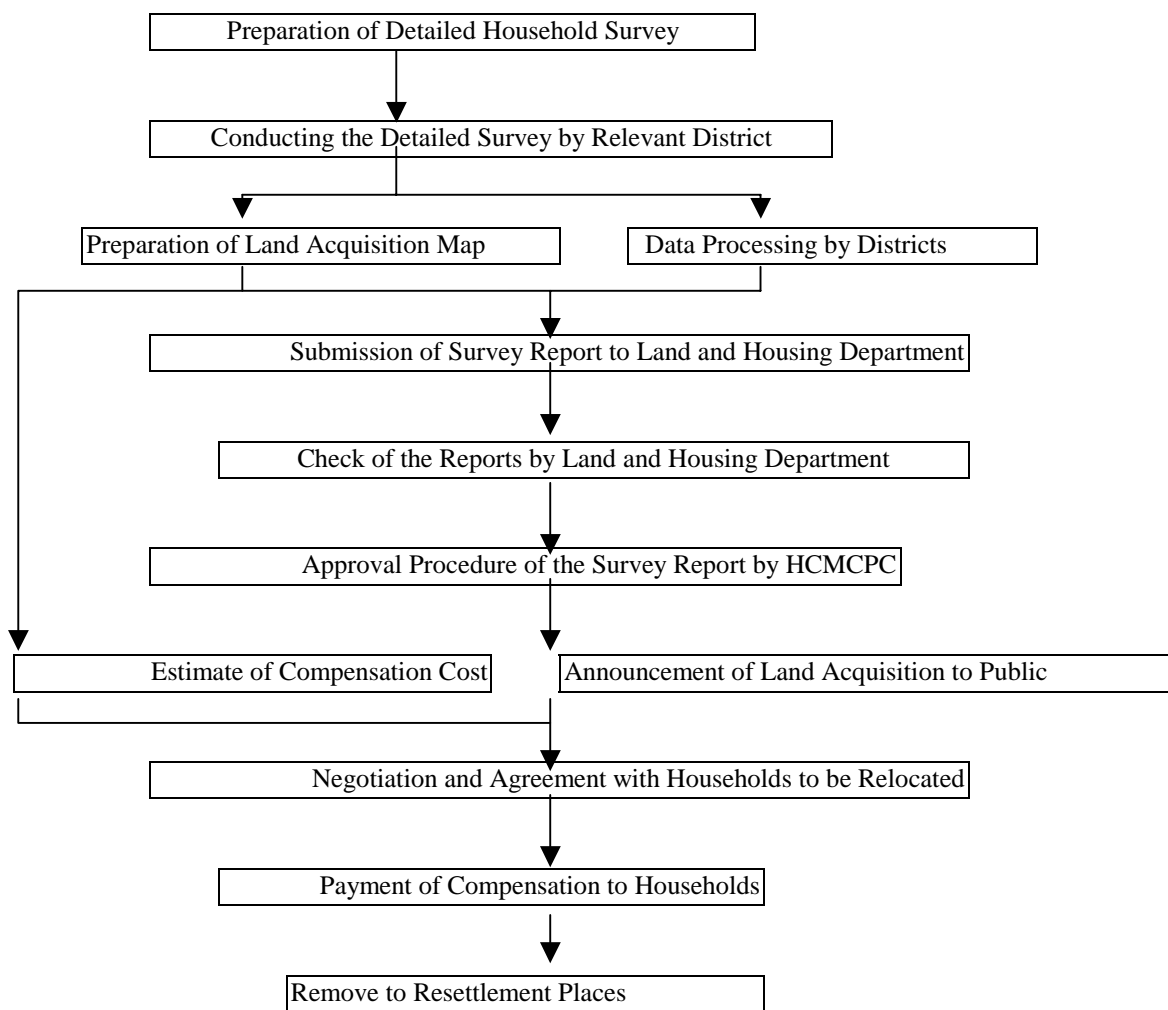 Preparation of Detailed Household Survey
Conducting the Detailed Survey by Relevant District
Preparation of Land Acquisition Map
Data Processing by Districts
Submission of Survey Report to Land and Housing Department
Check of the Reports by Land and Housing Department
Approval Procedure of the Survey Report by HCMCPC
Estimate of Compensation Cost
Announcement of Land Acquisition to Public
Negotiation and Agreement with Households to be Relocated
Payment of Compensation to Households
Remove to Resettlement Places